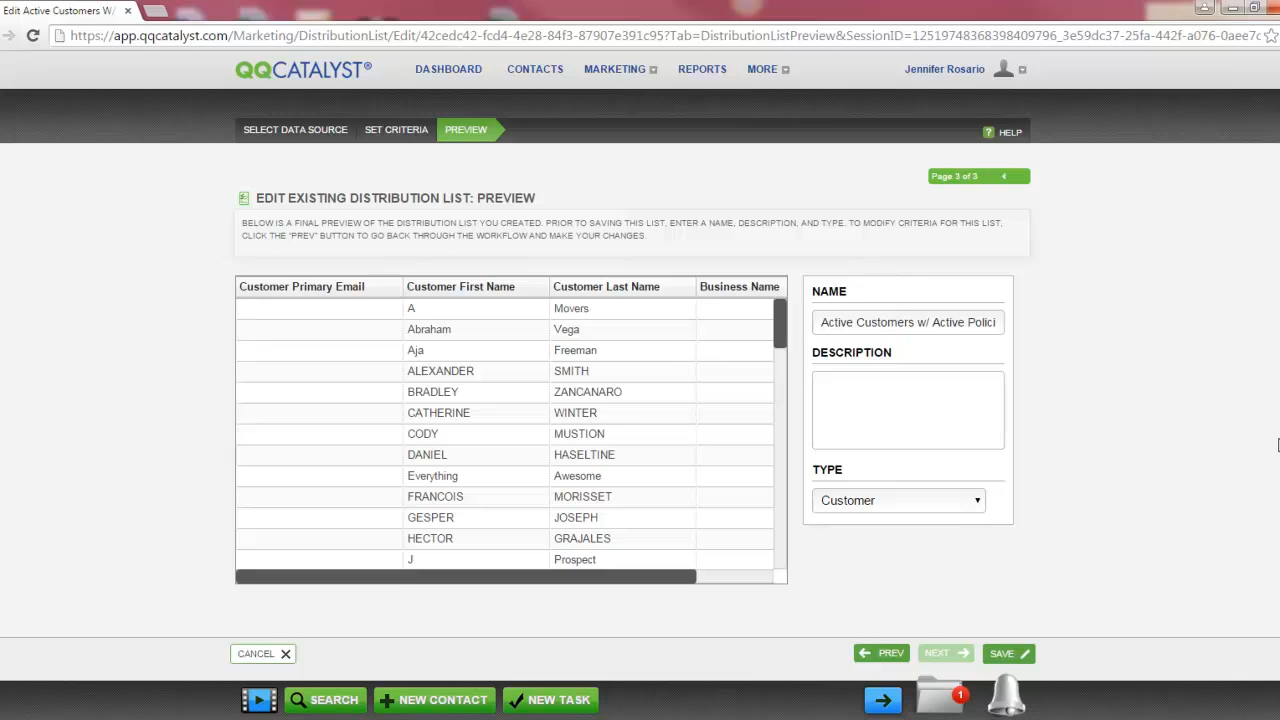 Edit Active Customers W/
https://app.qqcatalyst.com/Marketing/DistributionList/Edit/42cedc42-fcd4-4e28-84f3-87907e391c95?Tab=DistributionListPreview&SessionID=12519748368398409796_3e59dc37-25fa-442f-a076-0aee7c
QQCATALYST®
DASHBOARD CONTACTS MARKETING REPORTS MORE Jennifer Rosario
SELECT DATA SOURCE SET CRITERIA PREVIEW ? HELP
Page 3 of 3
EDIT EXISTING DISTRIBUTION LIST: PREVIEW
BELOW IS A FINAL PREVIEW OF THE DISTRIBUTION LIST YOU CREATED. PRIOR TO SAVING THIS LIST, ENTER A NAME, DESCRIPTION, AND TYPE. TO MODIFY CRITERIA FOR THIS LIST,
CLICK THE "PREV" BUTTON TO GO BACK THROUGH THE WORKFLOW AND MAKE YOUR CHANGES.
Customer Primary Email Customer First Name Customer Last Name Business Name
A Movers
Abraham Vega
Aja Freeman
ALEXANDER SMITH
BRADLEY ZANCANARO
CATHERINE WINTER
CODY MUSTION
DANIEL HASELTINE
Everything Awesome
FRANCOIS MORISSET
GESPER JOSEPH
HECTOR GRAJALES
J Prospect
NAME
Active Customers w/ Active Polici
DESCRIPTION
TYPE
Customer
CANCEL PREV NEXT SAVE
SEARCH NEW CONTACT NEW TASK 1